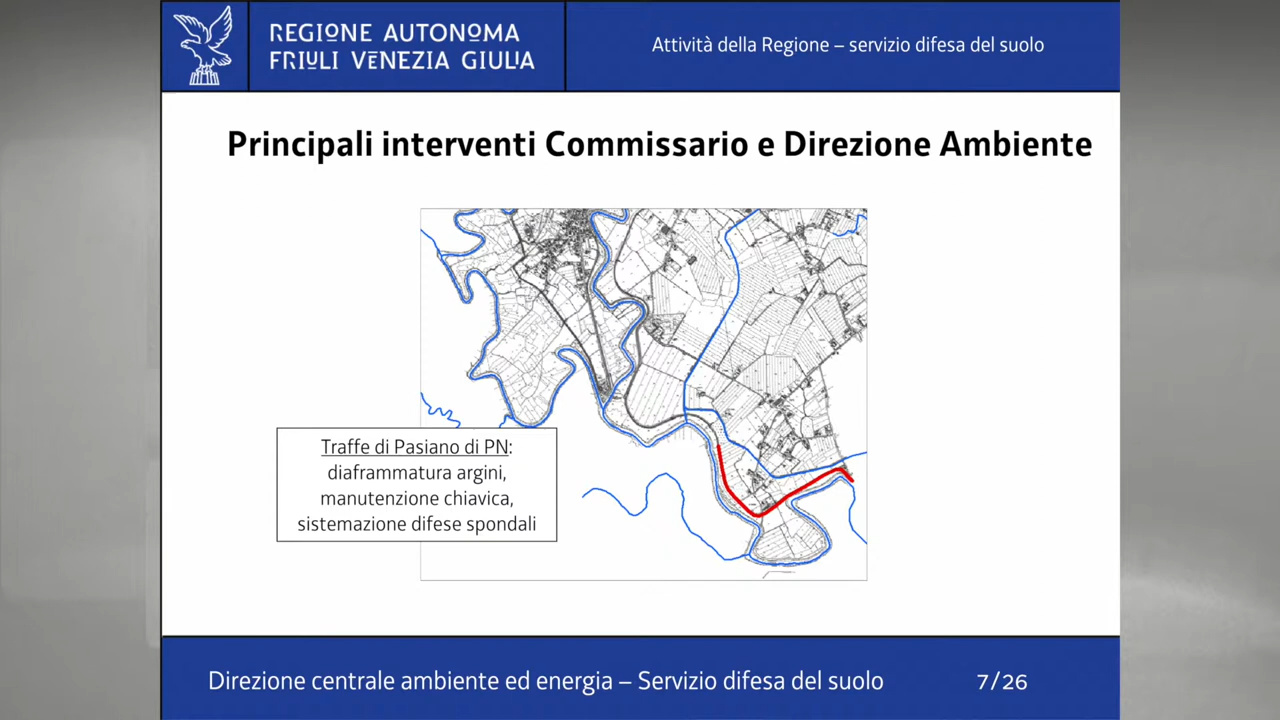 REGIONE AUTONOMA
FRIULI VENEZIA GIULIA
Attività della Regione – servizio difesa del suolo
Principali interventi Commissario e Direzione Ambiente
Traffe di Pasiano di PN:
diaframmatura argini,
manutenzione chiavica,
sistemazione difese spondali
Direzione centrale ambiente ed energia – Servizio difesa del suolo
7/26